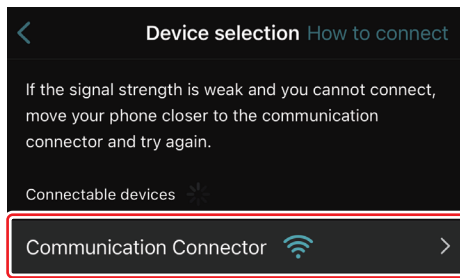 Device selection How to connect
If the signal strength is weak and you cannot connect,
move your phone closer to the communication
connector and try again.
Connectable devices
Communication Connector